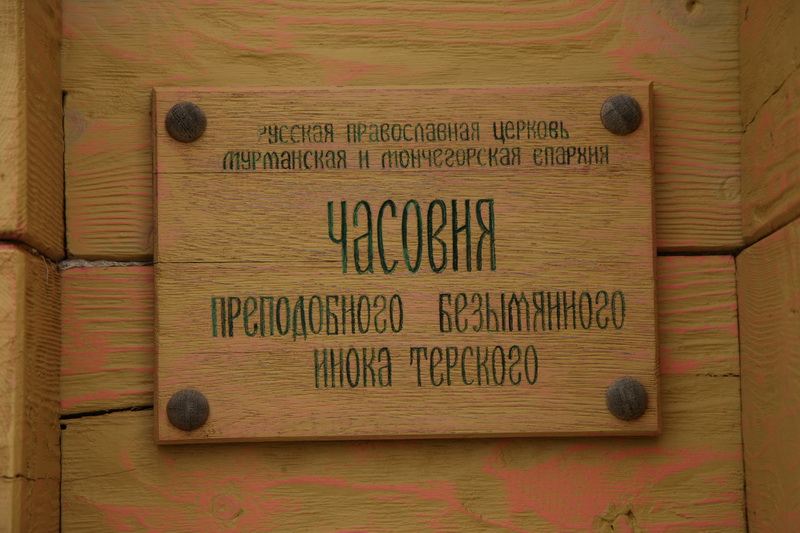 РУССКАЯ ПРАВОСЛАВНАЯ ЦЕРКОВЬ
МУРМАНСКАЯ И МОНЧЕГОРСКАЯ ЕПАРХИЯ
ЧАСОВНЯ
ПРЕПОДОБНОГО БЕЗЫМЯННОГО
ИНОКА ТЕРСКОГО